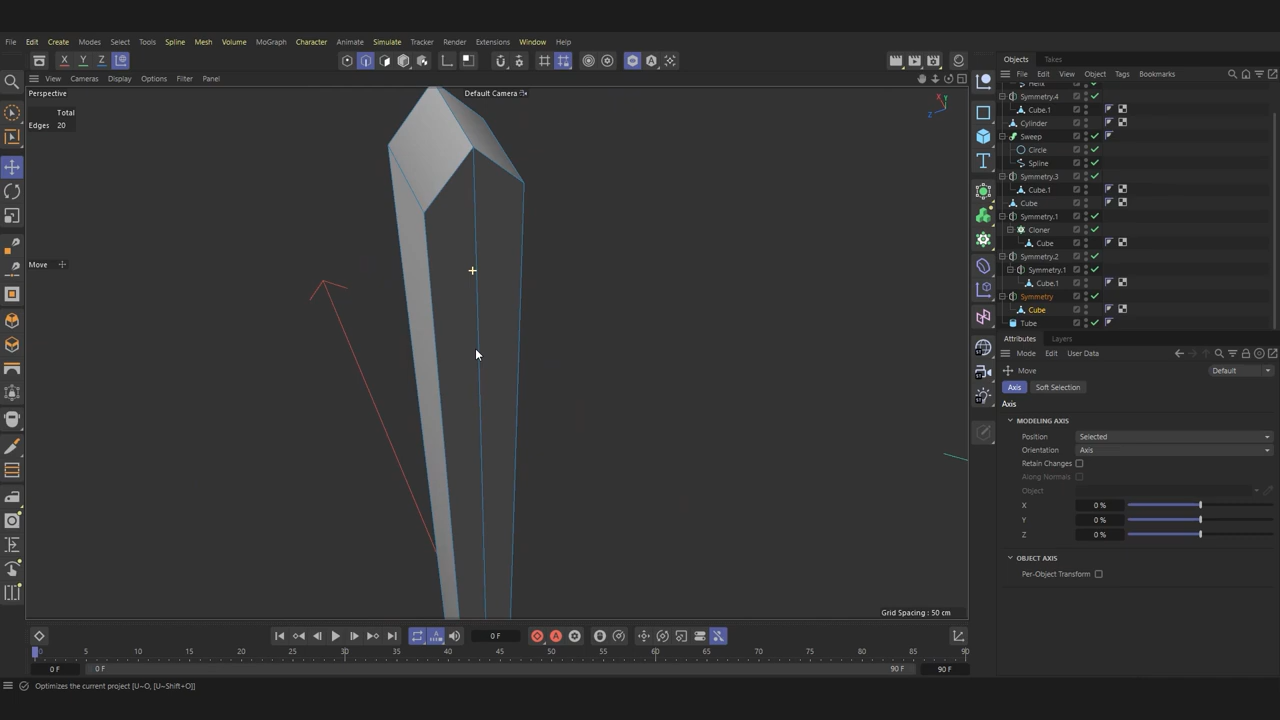 File Edit Create Modes Select Tools Spline Mesh Volume MoGraph Character Animate Simulate Tracker Render Extensions Window Help
X Y Z
View Cameras Display Options Filter Panel
Perspective
Default Camera
Total
Edges 20
Move
X
Z
Grid Spacing : 50 cm
Objects Takes
File Edit View Object Tags Bookmarks
Helix
Symmetry.4
Cube.1
Cylinder
Sweep
Circle
Spline
Symmetry.3
Cube.1
Cube
Symmetry.1
Cloner
Cube
Symmetry.2
Symmetry.1
Cube.1
Symmetry
Cube
Tube
Attributes Layers
Mode Edit User Data
Move Default
Axis Soft Selection
Axis
MODELING AXIS
Position Selected
Orientation Axis
Retain Changes
Along Normals
Object
X 0 %
Y 0 %
Z 0 %
OBJECT AXIS
Per-Object Transform
0 F
0 5 10 15 20 25 30 35 40 45 50 55 60 65 70 75 80 85 90
0 F 0 F 90 F 90 F
Optimizes the current project [U~O, [U~Shift+O]]